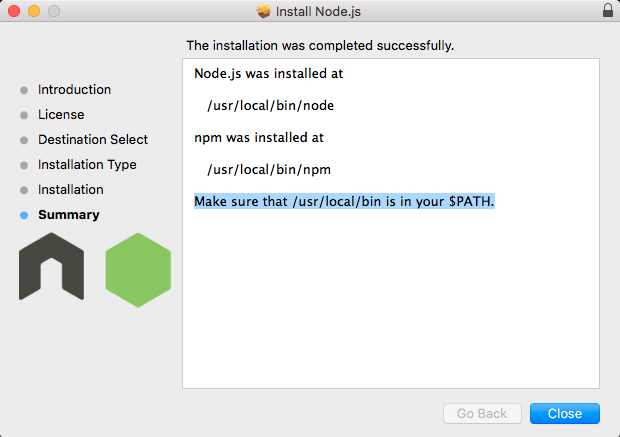 Install Node.js
The installation was completed successfully.
Introduction
License
Destination Select
Installation Type
Installation
Summary
Node.js was installed at
/usr/local/bin/node
npm was installed at
/usr/local/bin/npm
Make sure that /usr/local/bin is in your $PATH.
Go Back
Close